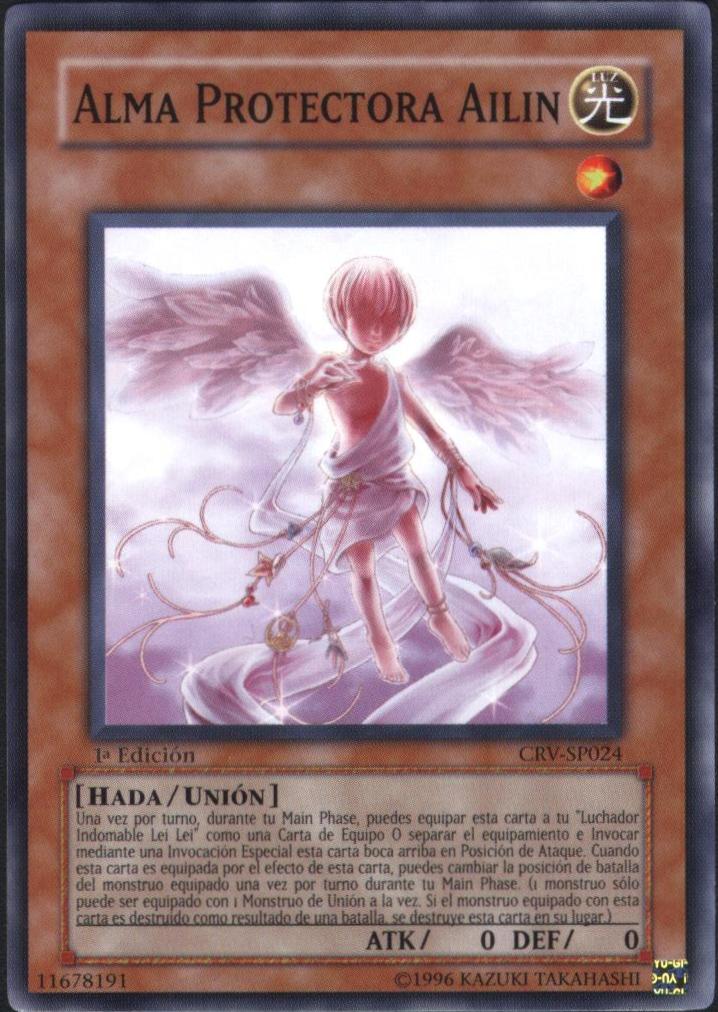 ALMA PROTECTORA AILIN
LUZ
光
1ª Edición
CRV-SP024
[HADA/UNIÓN]
Una vez por turno, durante tu Main Phase, puedes equipar esta carta a tu "Luchador
Indomable Lei Lei" como una Carta de Equipo O separar el equipamiento e Invocar
mediante una Invocación Especial esta carta boca arriba en Posición de Ataque. Cuando
esta carta es equipada por el efecto de esta carta, puedes cambiar la posición de batalla
del monstruo equipado una vez por turno durante tu Main Phase. (1 monstruo sólo
puede ser equipado con 1 Monstruo de Unión a la vez. Si el monstruo equipado con esta
carta es destruido como resultado de una batalla, se destruye esta carta en su lugar.)
ATK/ 0 DEF/ 0
11678191
©1996 KAZUKI TAKAHASHI